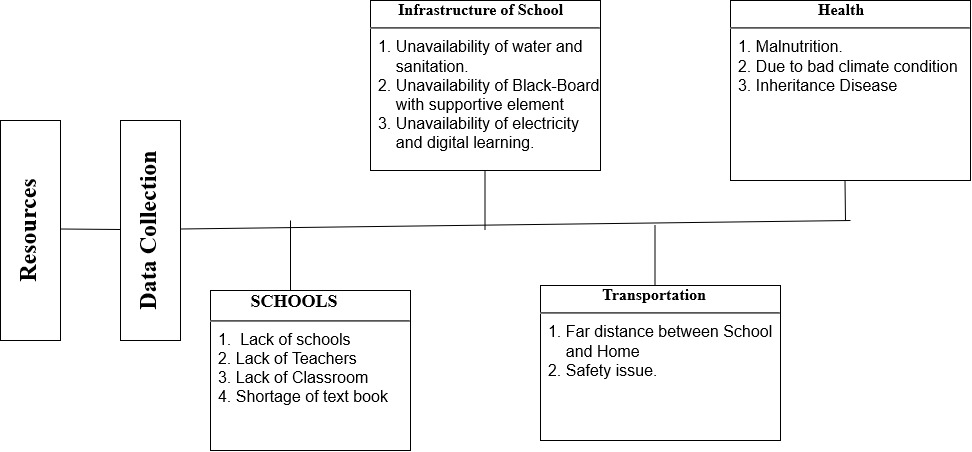 Resources
Data Collection
Infrastructure of School
1. Unavailability of water and
sanitation.
2. Unavailability of Black-Board
with supportive element
3. Unavailability of electricity
and digital learning.
Health
1. Malnutrition.
2. Due to bad climate condition
3. Inheritance Disease
SCHOOLS
1. Lack of schools
2. Lack of Teachers
3. Lack of Classroom
4. Shortage of text book
Transportation
1. Far distance between School
and Home
2. Safety issue.